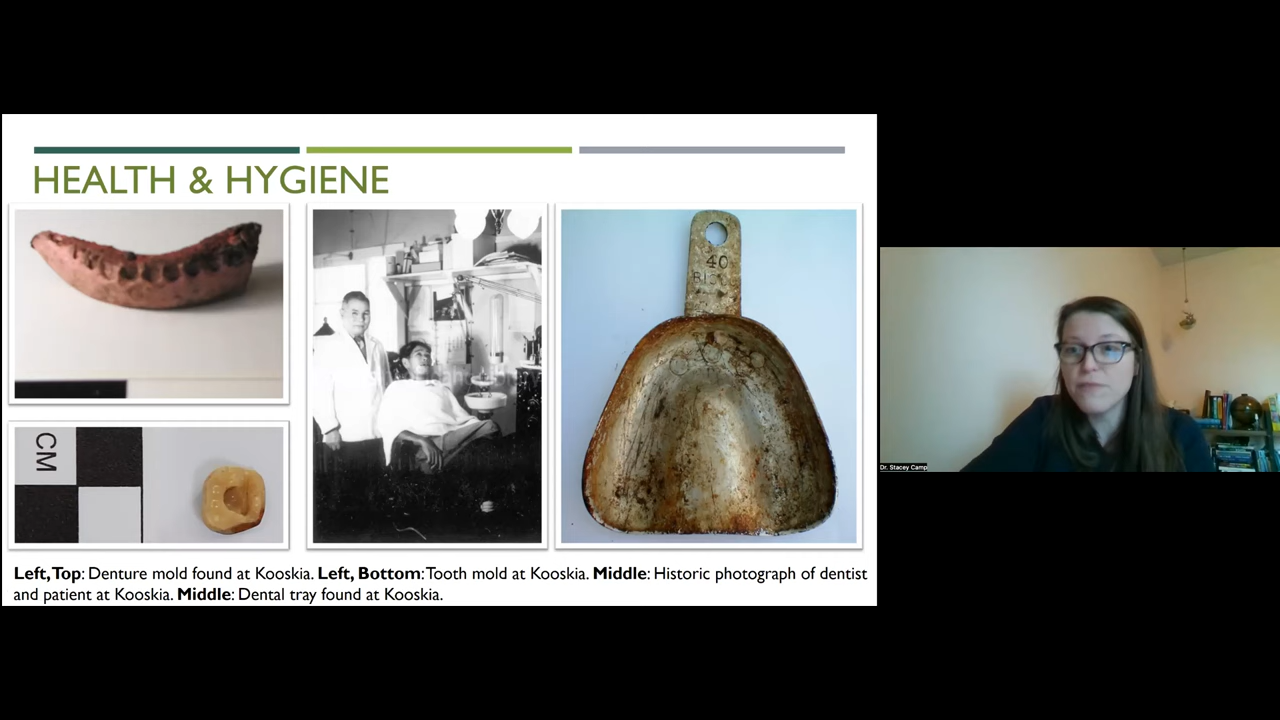 HEALTH & HYGIENE
40
CM
Left, Top: Denture mold found at Kooskia. Left, Bottom: Tooth mold at Kooskia. Middle: Historic photograph of dentist
and patient at Kooskia. Middle: Dental tray found at Kooskia.
Dr. Stacey Camp